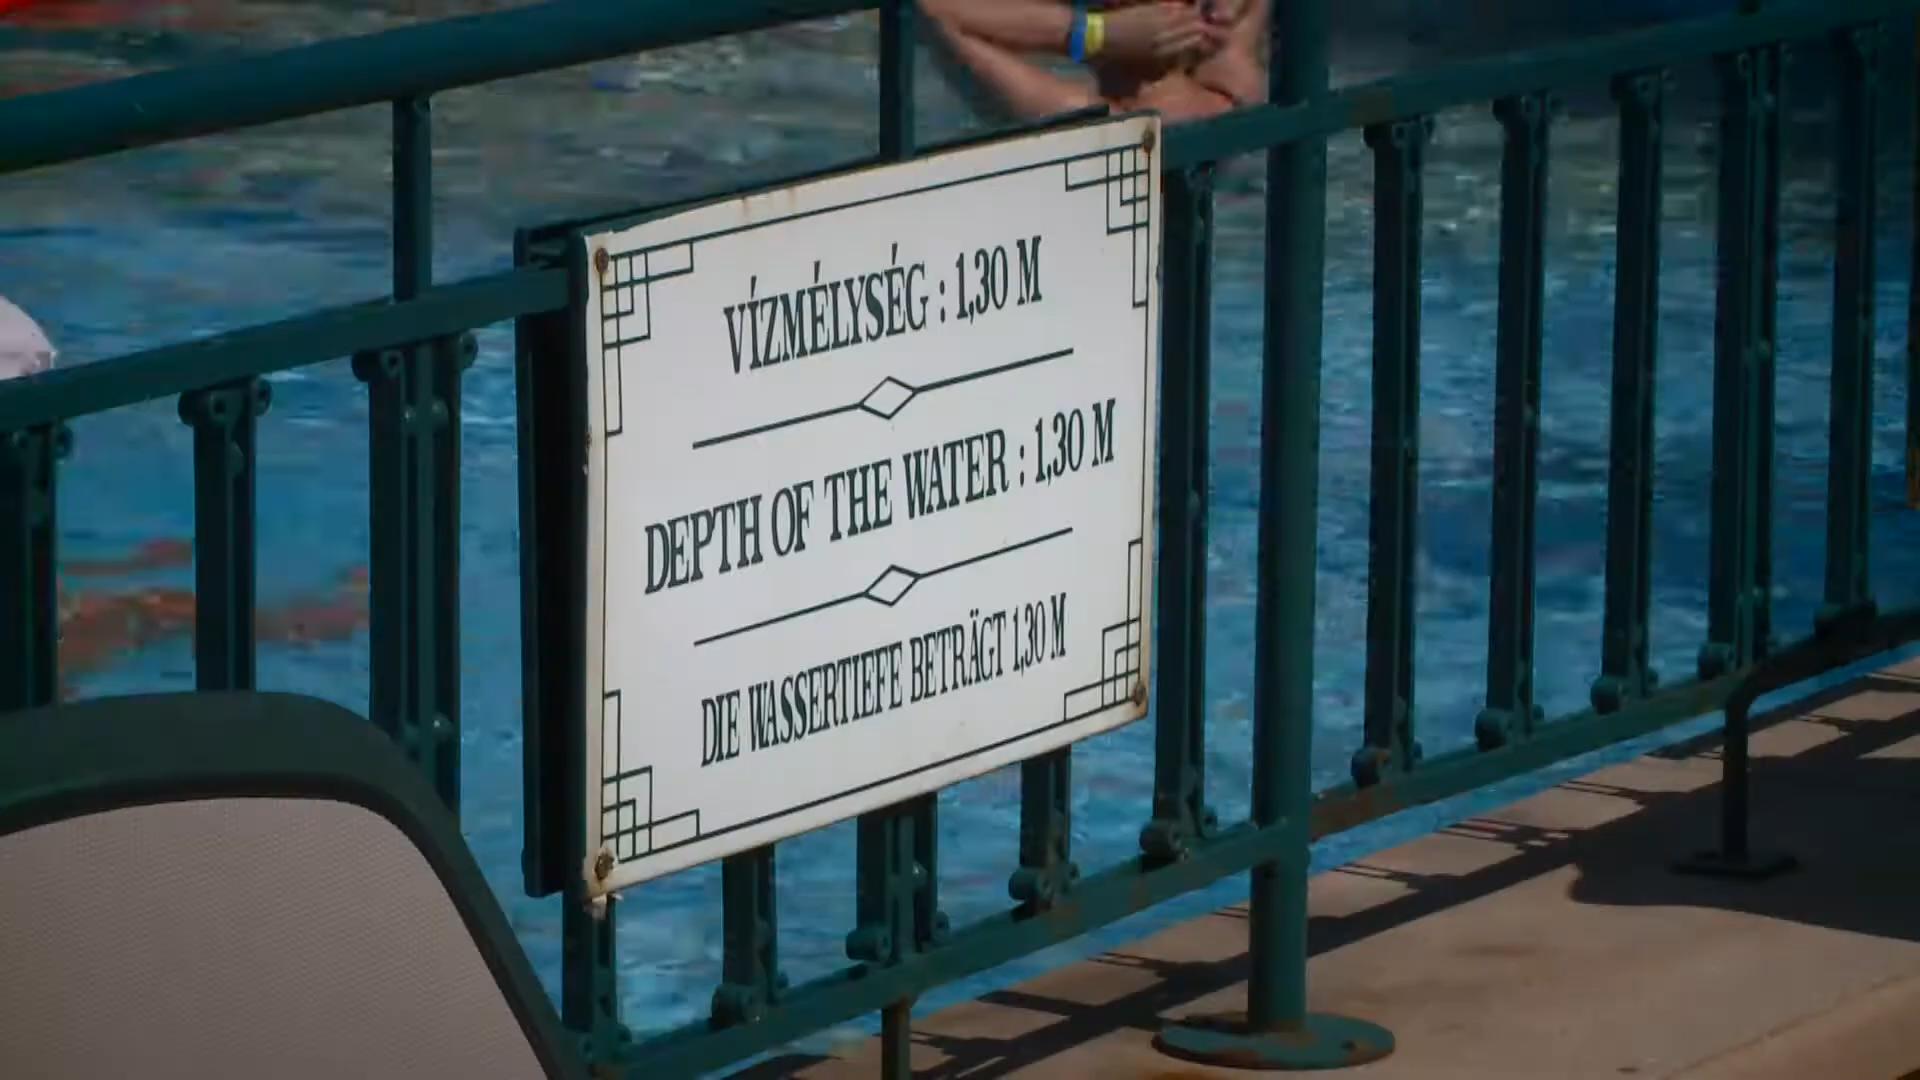 VÍZMÉLYSÉG : 1,30 M
DEPTH OF THE WATER : 1,30 M
DIE WASSERTIEFE BETRÄGT 1,30 M